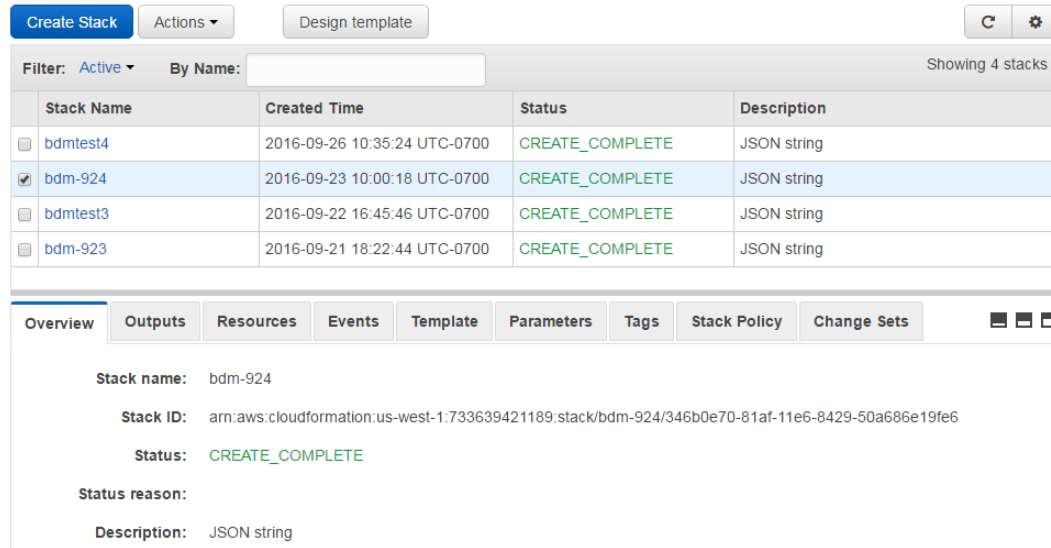 Create Stack Actions Design template
Filter: Active By Name: Showing 4 stacks
Stack Name Created Time Status Description
bdmtest4 2016-09-26 10:35:24 UTC-0700 CREATE_COMPLETE JSON string
bdm-924 2016-09-23 10:00:18 UTC-0700 CREATE_COMPLETE JSON string
bdmtest3 2016-09-22 16:45:46 UTC-0700 CREATE_COMPLETE JSON string
bdm-923 2016-09-21 18:22:44 UTC-0700 CREATE_COMPLETE JSON string
Overview Outputs Resources Events Template Parameters Tags Stack Policy Change Sets
Stack name: bdm-924
Stack ID: arn:aws:cloudformation:us-west-1:733639421189:stack/bdm-924/346b0e70-81af-11e6-8429-50a686e19fe6
Status: CREATE_COMPLETE
Status reason:
Description: JSON string